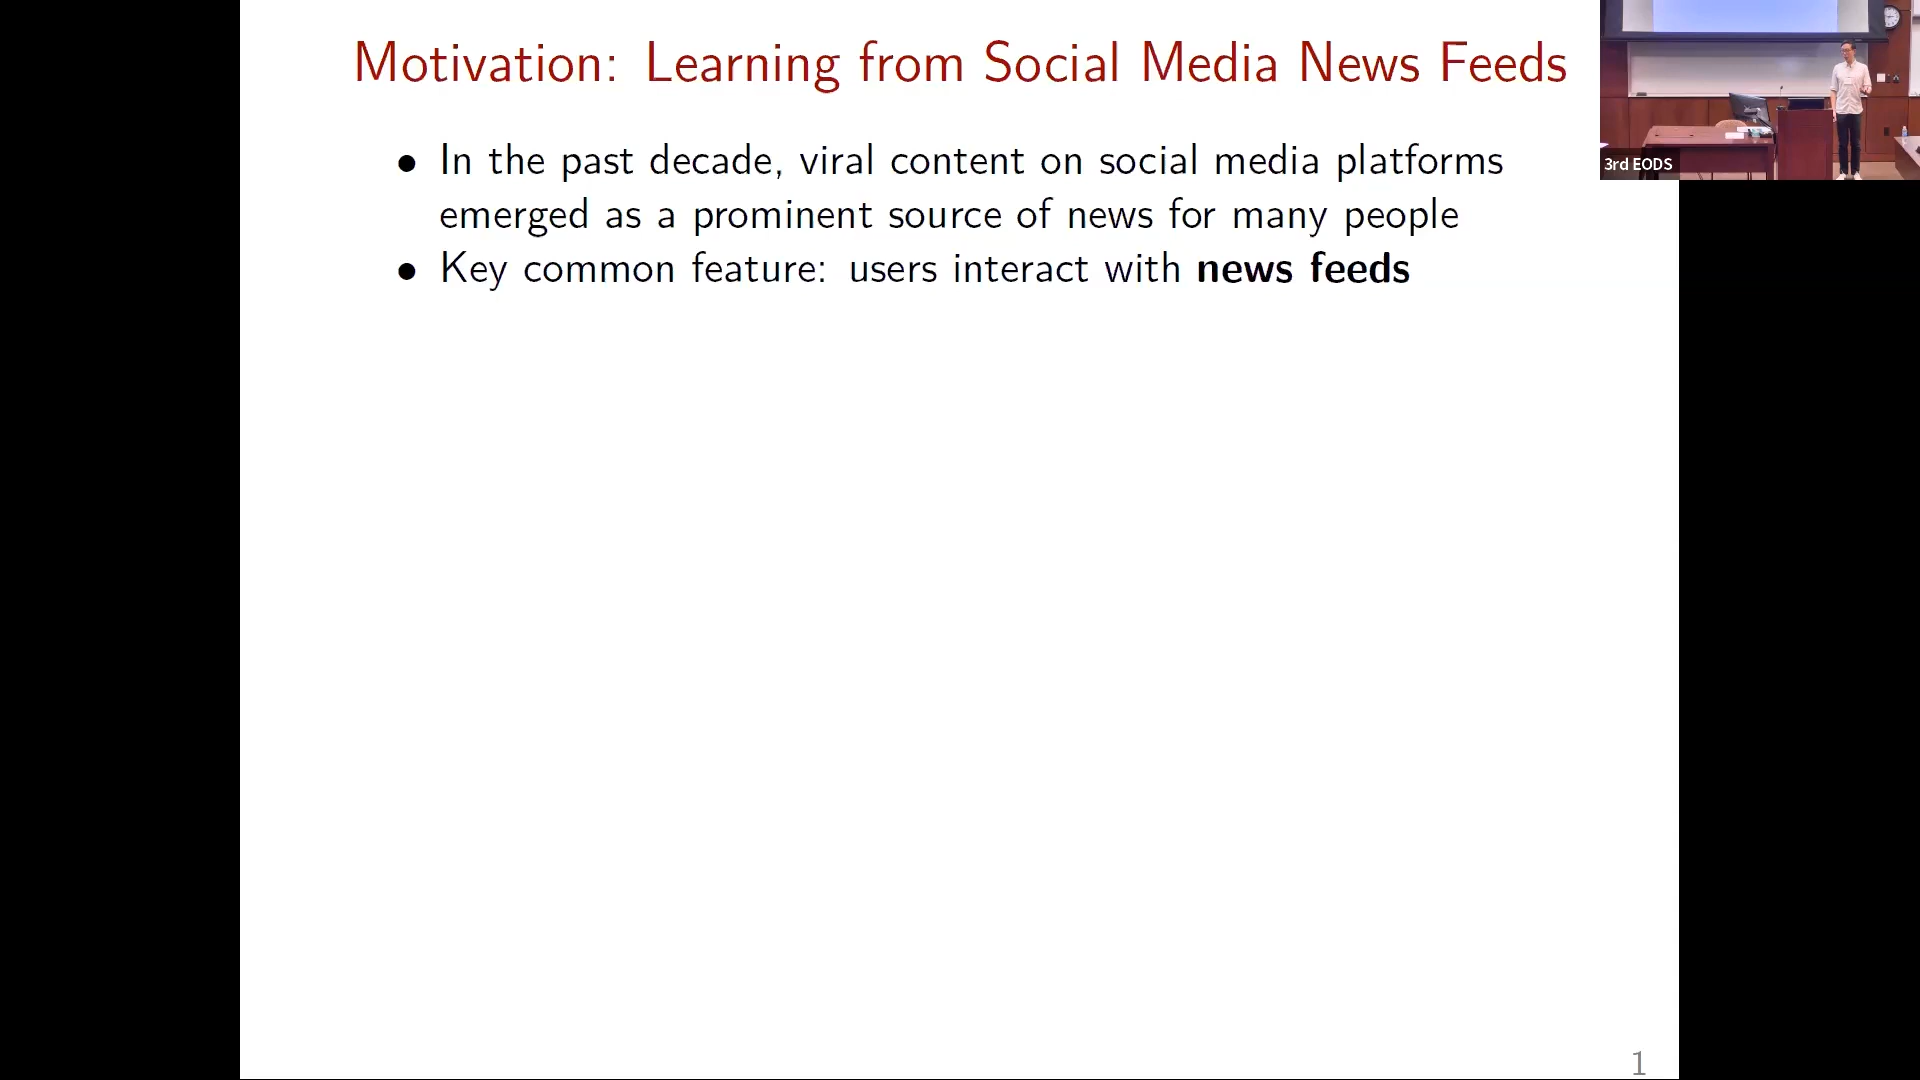 Motivation: Learning from Social Media News Feeds
• In the past decade, viral content on social media platforms
emerged as a prominent source of news for many people
• Key common feature: users interact with news feeds
3rd EODS
1